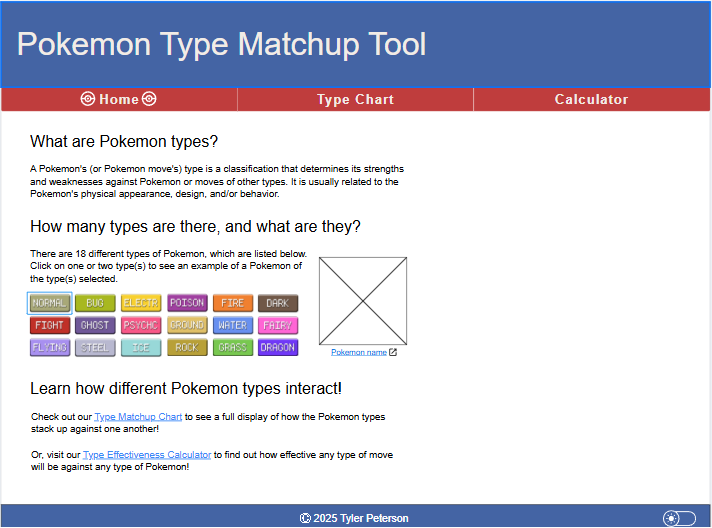 Pokemon Type Matchup Tool
Home
Type Chart
Calculator
What are Pokemon types?
A Pokemon's (or Pokemon move's) type is a classification that determines its strengths
and weaknesses against Pokemon or moves of other types. It is usually related to the
Pokemon's physical appearance, design, and/or behavior.
How many types are there, and what are they?
There are 18 different types of Pokemon, which are listed below.
Click on one or two type(s) to see an example of a Pokemon of
the type(s) selected.
NORMAL BUG ELECTR POISON FIRE DARK
FIGHT GHOST PSYCHC GROUND WATER FAIRY
FLYING STEEL ICE ROCK GRASS DRAGON
Pokemon name
Learn how different Pokemon types interact!
Check out our Type Matchup Chart to see a full display of how the Pokemon types
stack up against one another!
Or, visit our Type Effectiveness Calculator to find out how effective any type of move
will be against any type of Pokemon!
© 2025 Tyler Peterson